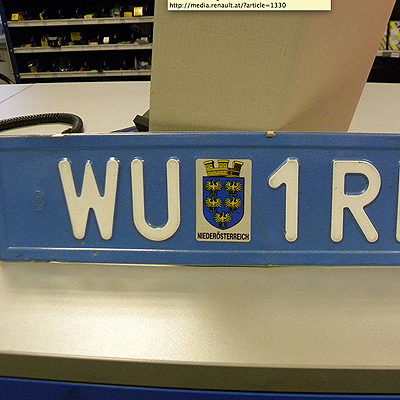 http://media.renault.at/?article=1330
WU 1R
NIEDERÖSTERREICH